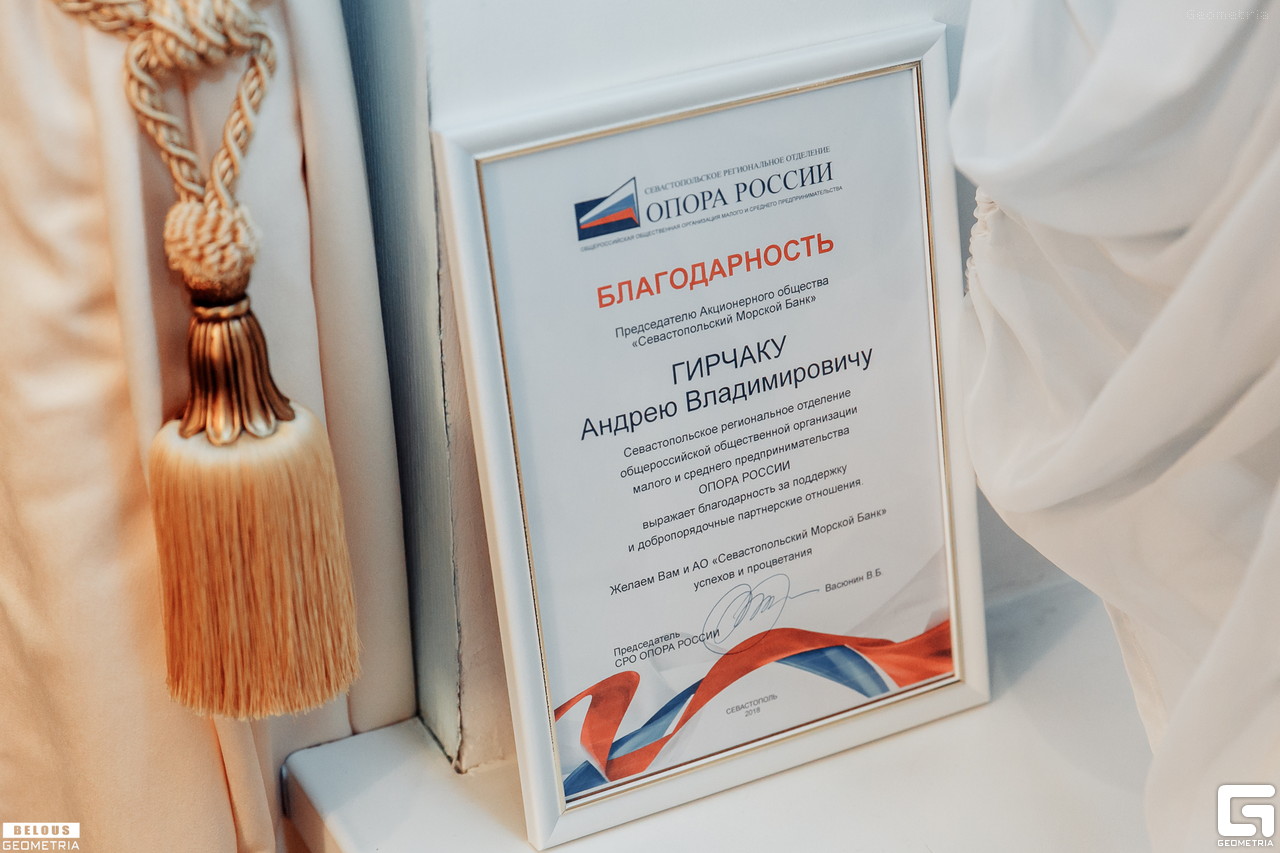 Geometria
СЕВАСТОПОЛЬСКОЕ РЕГИОНАЛЬНОЕ ОТДЕЛЕНИЕ
ОПОРА РОССИИ
ОБЩЕРОССИЙСКАЯ ОБЩЕСТВЕННАЯ ОРГАНИЗАЦИЯ МАЛОГО И СРЕДНЕГО ПРЕДПРИНИМАТЕЛЬСТВА
БЛАГОДАРНОСТЬ
Председателю Акционерного общества
«Севастопольский Морской Банк»
ГИРЧАКУ
Андрею Владимировичу
Севастопольское региональное отделение
общероссийской общественной организации
малого и среднего предпринимательства
ОПОРА РОССИИ
выражает благодарность за поддержку
и добропорядочные партнерские отношения.
Желаем Вам и АО «Севастопольский Морской Банк»
успехов и процветания
Васюнин В.Б.
Председатель
СРО ОПОРА РОССИИ
СЕВАСТОПОЛЬ
2018
BELOUS
GEOMETRIA
GEOMETRIA